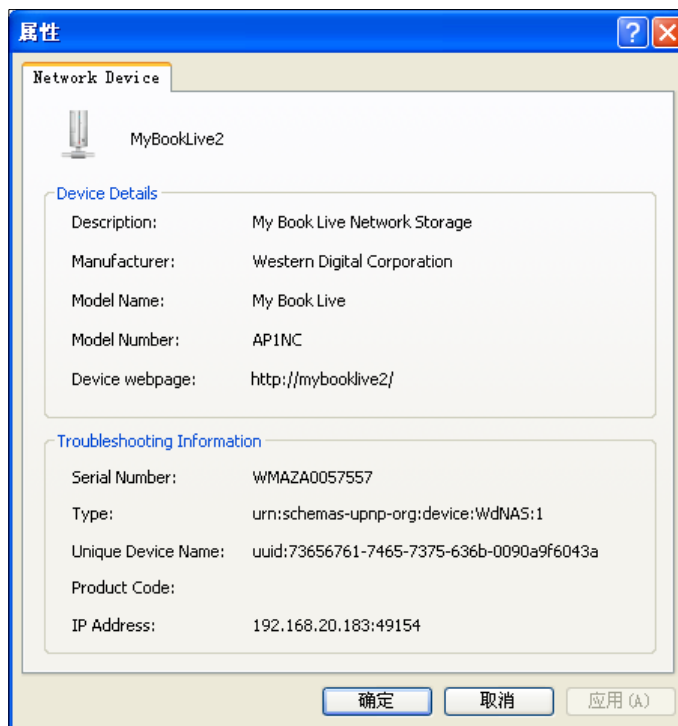 属性
Network Device
MyBookLive2
Device Details
Description: My Book Live Network Storage
Manufacturer: Western Digital Corporation
Model Name: My Book Live
Model Number: AP1NC
Device webpage: http://mybooklive2/
Troubleshooting Information
Serial Number: WMAZA0057557
Type: urn:schemas-upnp-org:device:WdNAS:1
Unique Device Name: uuid:73656761-7465-7375-636b-0090a9f6043a
Product Code:
IP Address: 192.168.20.183:49154
确定 取消 应用(A)